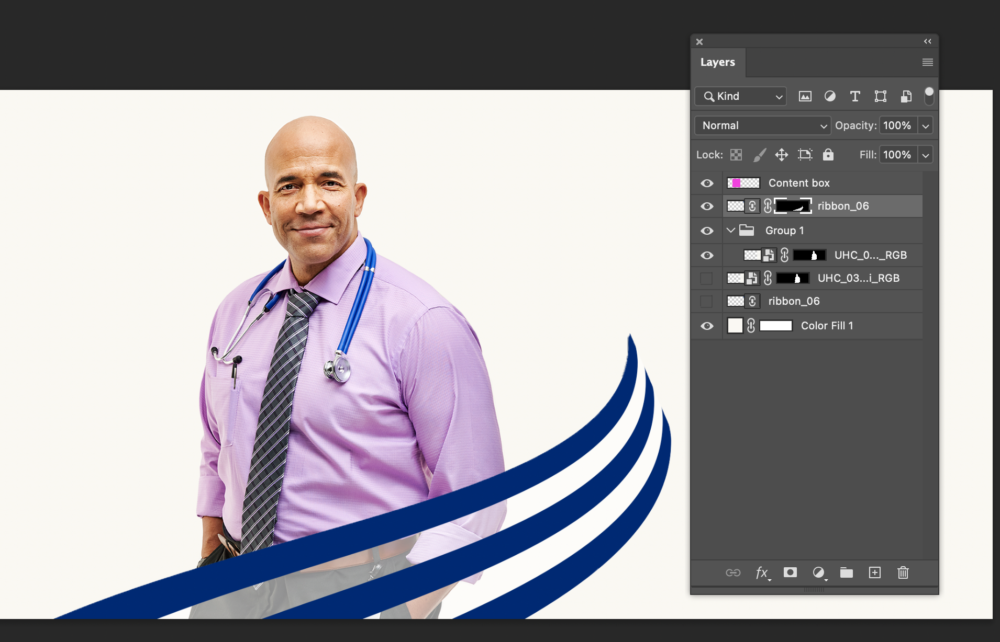 Layers
Kind
Normal Opacity: 100%
Lock: Fill: 100%
Content box
ribbon_06
Group 1
UHC_0..._RGB
UHC_03...i_RGB
ribbon_06
Color Fill 1
fx